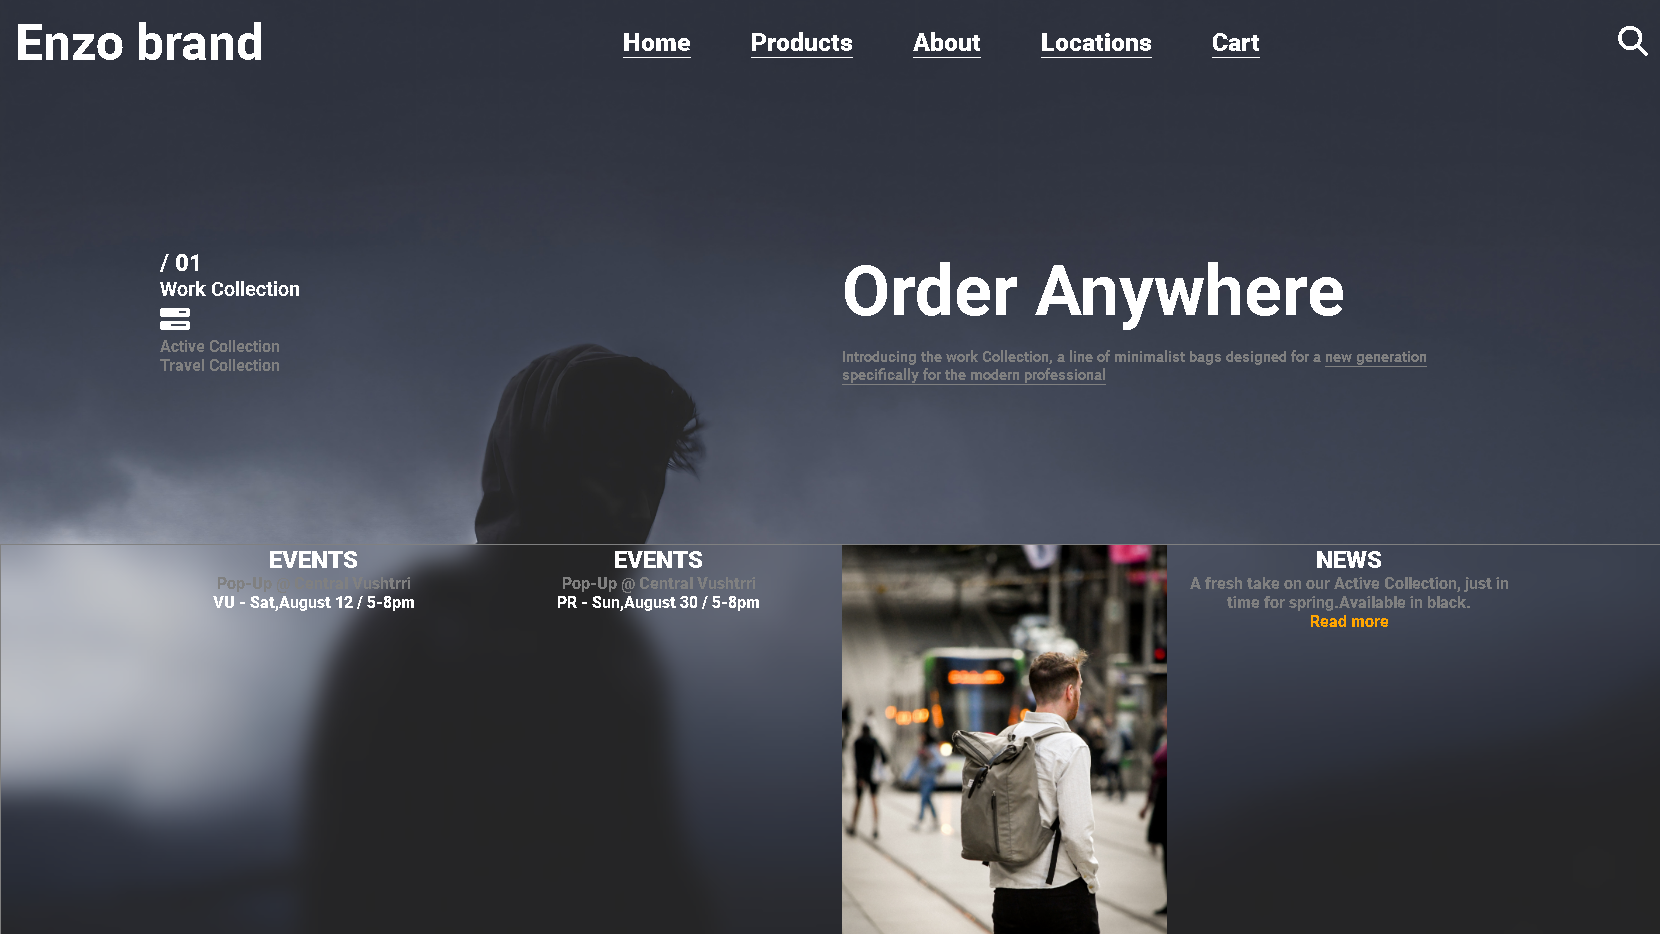 Enzo brand
Home
Products
About
Locations
Cart
/ 01
Work Collection
Active Collection
Travel Collection
Order Anywhere
Introducing the work Collection, a line of minimalist bags designed for a new generation
specifically for the modern professional
EVENTS
Pop-Up @ Central Vushtrri
VU - Sat,August 12 / 5-8pm
EVENTS
Pop-Up @ Central Vushtrri
PR - Sun,August 30 / 5-8pm
NEWS
A fresh take on our Active Collection, just in
time for spring.Available in black.
Read more